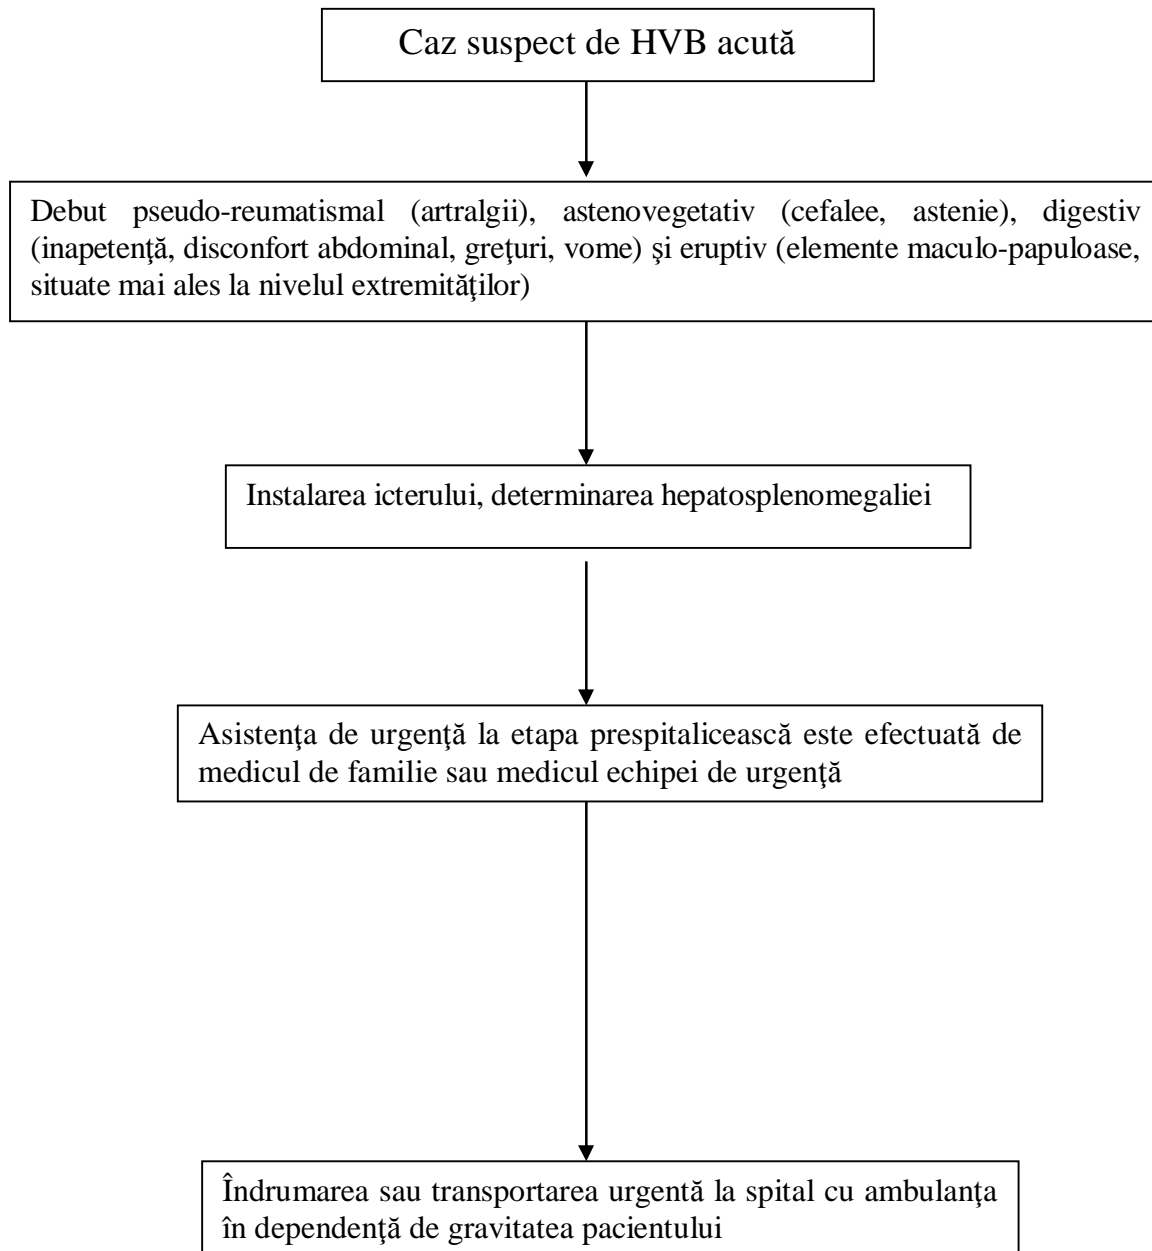 Caz suspect de HVB acută
Debut pseudo-reumatismal (artralgii), astenovegetativ (cefalee, astenie), digestiv
(inapetenţă, disconfort abdominal, greţuri, vome) şi eruptiv (elemente maculo-papuloase,
situate mai ales la nivelul extremităţilor)
Instalarea icterului, determinarea hepatosplenomegaliei
Asistenţa de urgenţă la etapa prespitalicească este efectuată de
medicul de familie sau medicul echipei de urgenţă
Îndrumarea sau transportarea urgentă la spital cu ambulanţa
în dependenţă de gravitatea pacientului